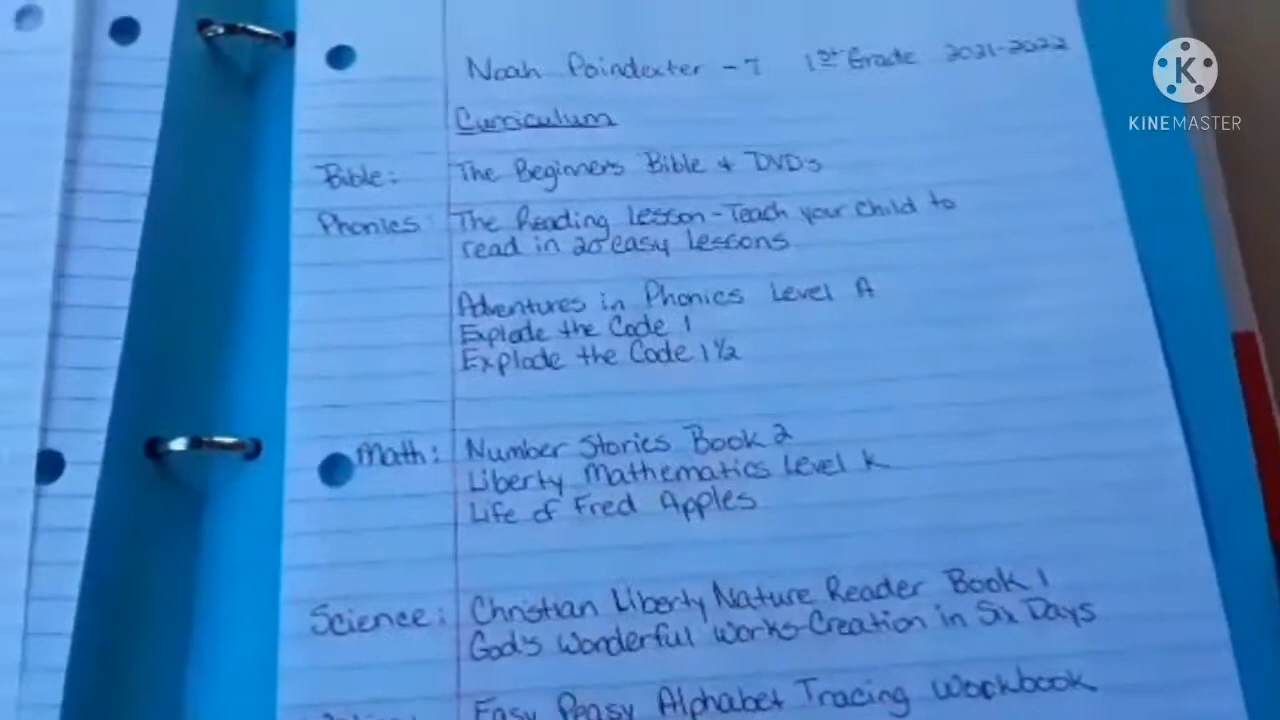 Noah Poindexter - 7 1st Grade 2021-2022
KINEMASTER
Curriculum
Bible: The Beginners Bible + DVDs
Phonics: The Reading Lesson - Teach your child to
read in 20 easy lessons
Adventures in Phonics Level A
Explode the Code 1
Explode the Code 1 1/2
Math: Number Stories Book 2
Liberty Mathematics Level K
Life of Fred Apples
Science: Christian Liberty Nature Reader Book 1
God's Wonderful Works-Creation in Six Days
Easy Peasy Alphabet Tracing Workbook